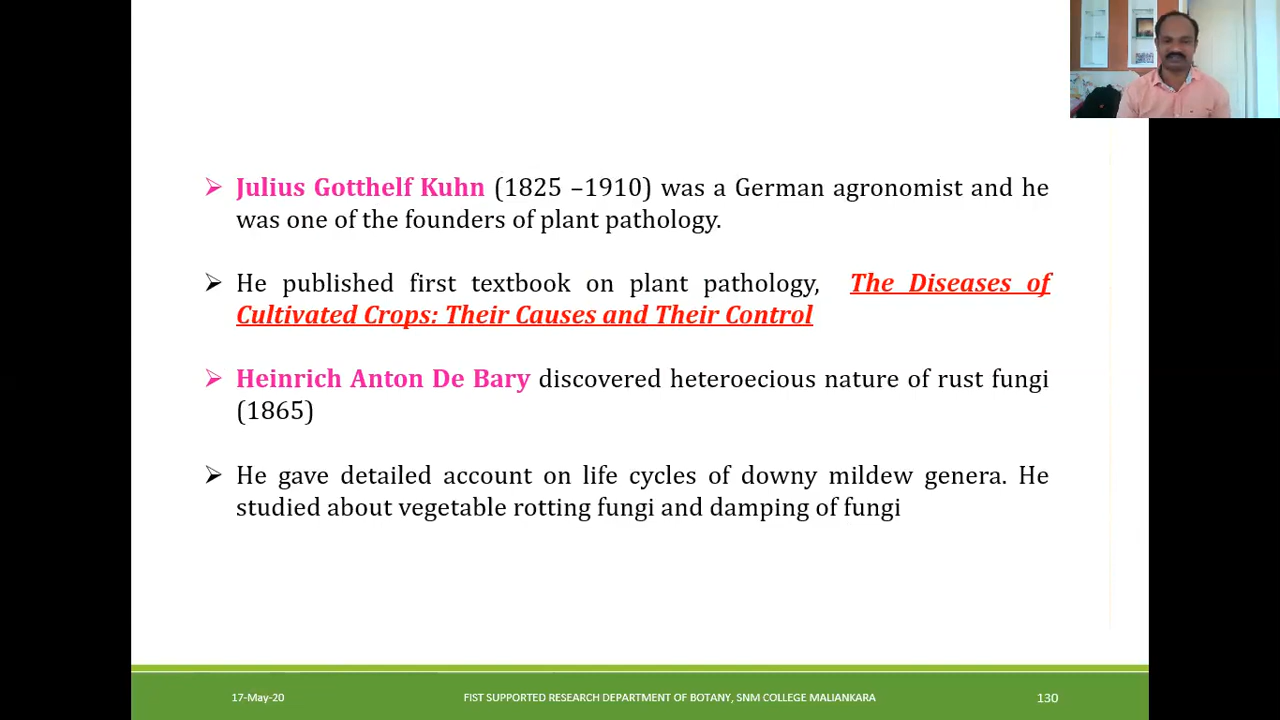 Julius Gotthelf Kuhn (1825 –1910) was a German agronomist and he
was one of the founders of plant pathology.
He published first textbook on plant pathology, The Diseases of
Cultivated Crops: Their Causes and Their Control
Heinrich Anton De Bary discovered heteroecious nature of rust fungi
(1865)
He gave detailed account on life cycles of downy mildew genera. He
studied about vegetable rotting fungi and damping of fungi
17-May-20
FIST SUPPORTED RESEARCH DEPARTMENT OF BOTANY, SNM COLLEGE MALIANKARA
130